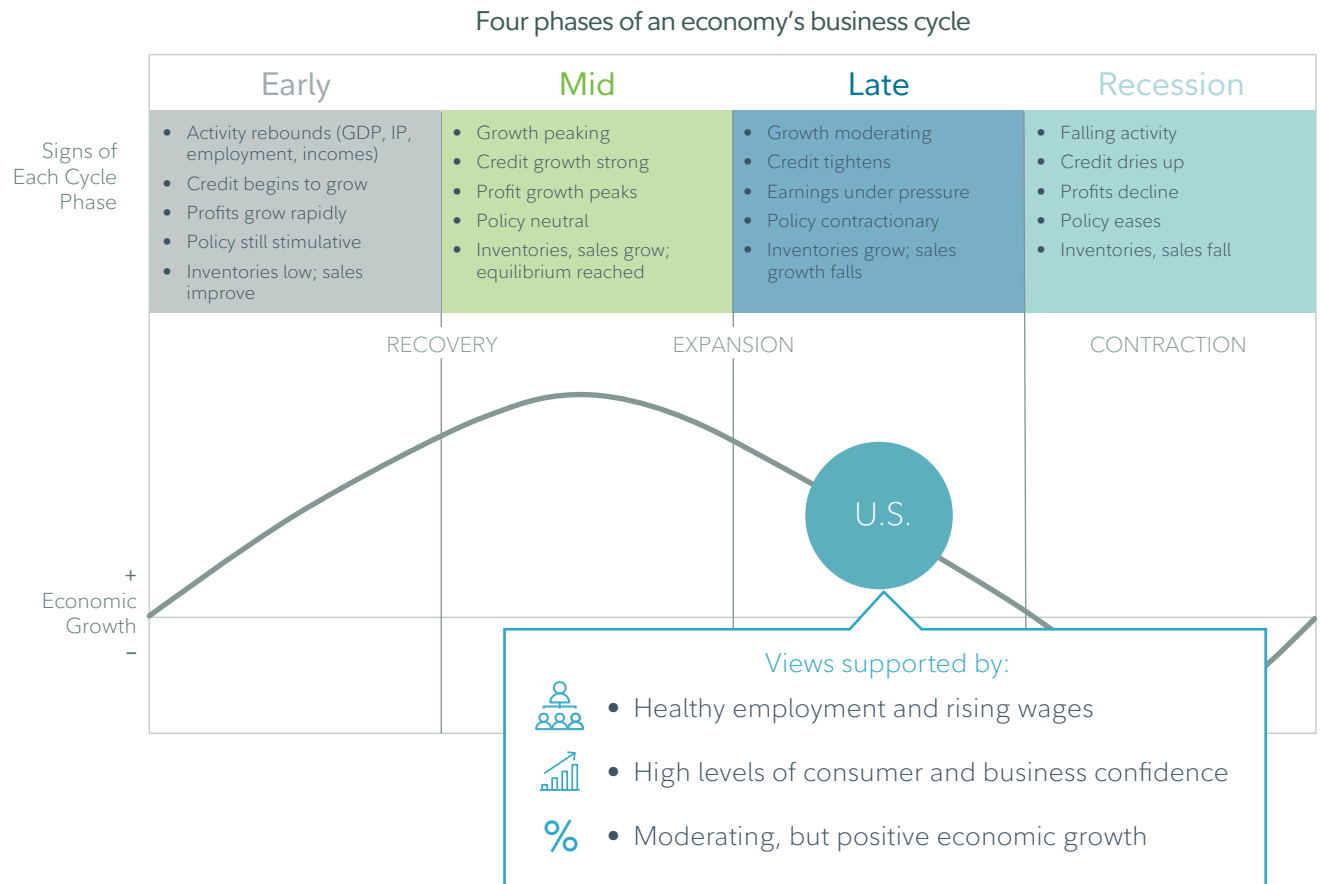 Four phases of an economy’s business cycle
Early
Mid
Late
Recession
Signs of
Each Cycle
Phase
• Activity rebounds (GDP, IP,
employment, incomes)
• Credit begins to grow
• Profits grow rapidly
• Policy still stimulative
• Inventories low; sales
improve
• Growth peaking
• Credit growth strong
• Profit growth peaks
• Policy neutral
• Inventories, sales grow;
equilibrium reached
• Growth moderating
• Credit tightens
• Earnings under pressure
• Policy contractionary
• Inventories grow; sales
growth falls
• Falling activity
• Credit dries up
• Profits decline
• Policy eases
• Inventories, sales fall
RECOVERY
EXPANSION
CONTRACTION
U.S.
+
Economic
Growth
–
Views supported by:
• Healthy employment and rising wages
• High levels of consumer and business confidence
% • Moderating, but positive economic growth